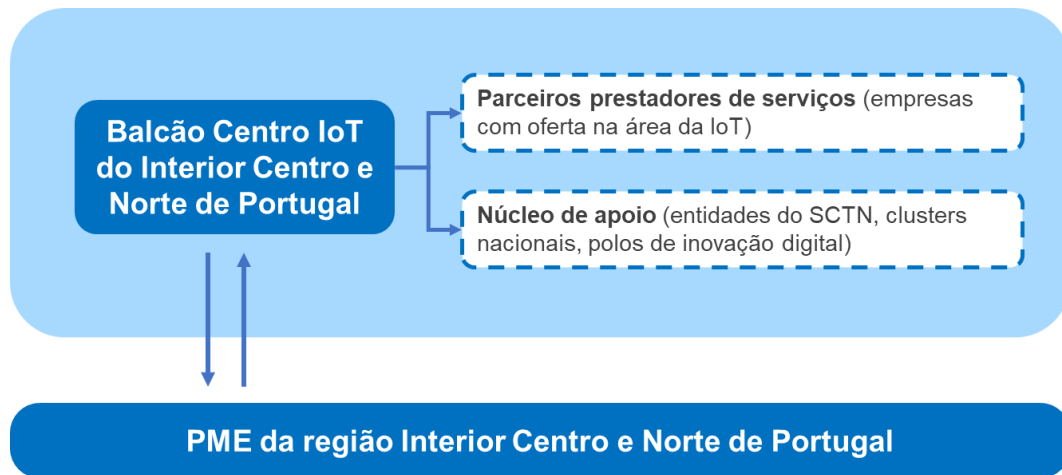 Balcão Centro IoT
do Interior Centro e
Norte de Portugal
Parceiros prestadores de serviços (empresas
com oferta na área da IoT)
Núcleo de apoio (entidades do SCTN, clusters
nacionais, polos de inovação digital)
PME da região Interior Centro e Norte de Portugal